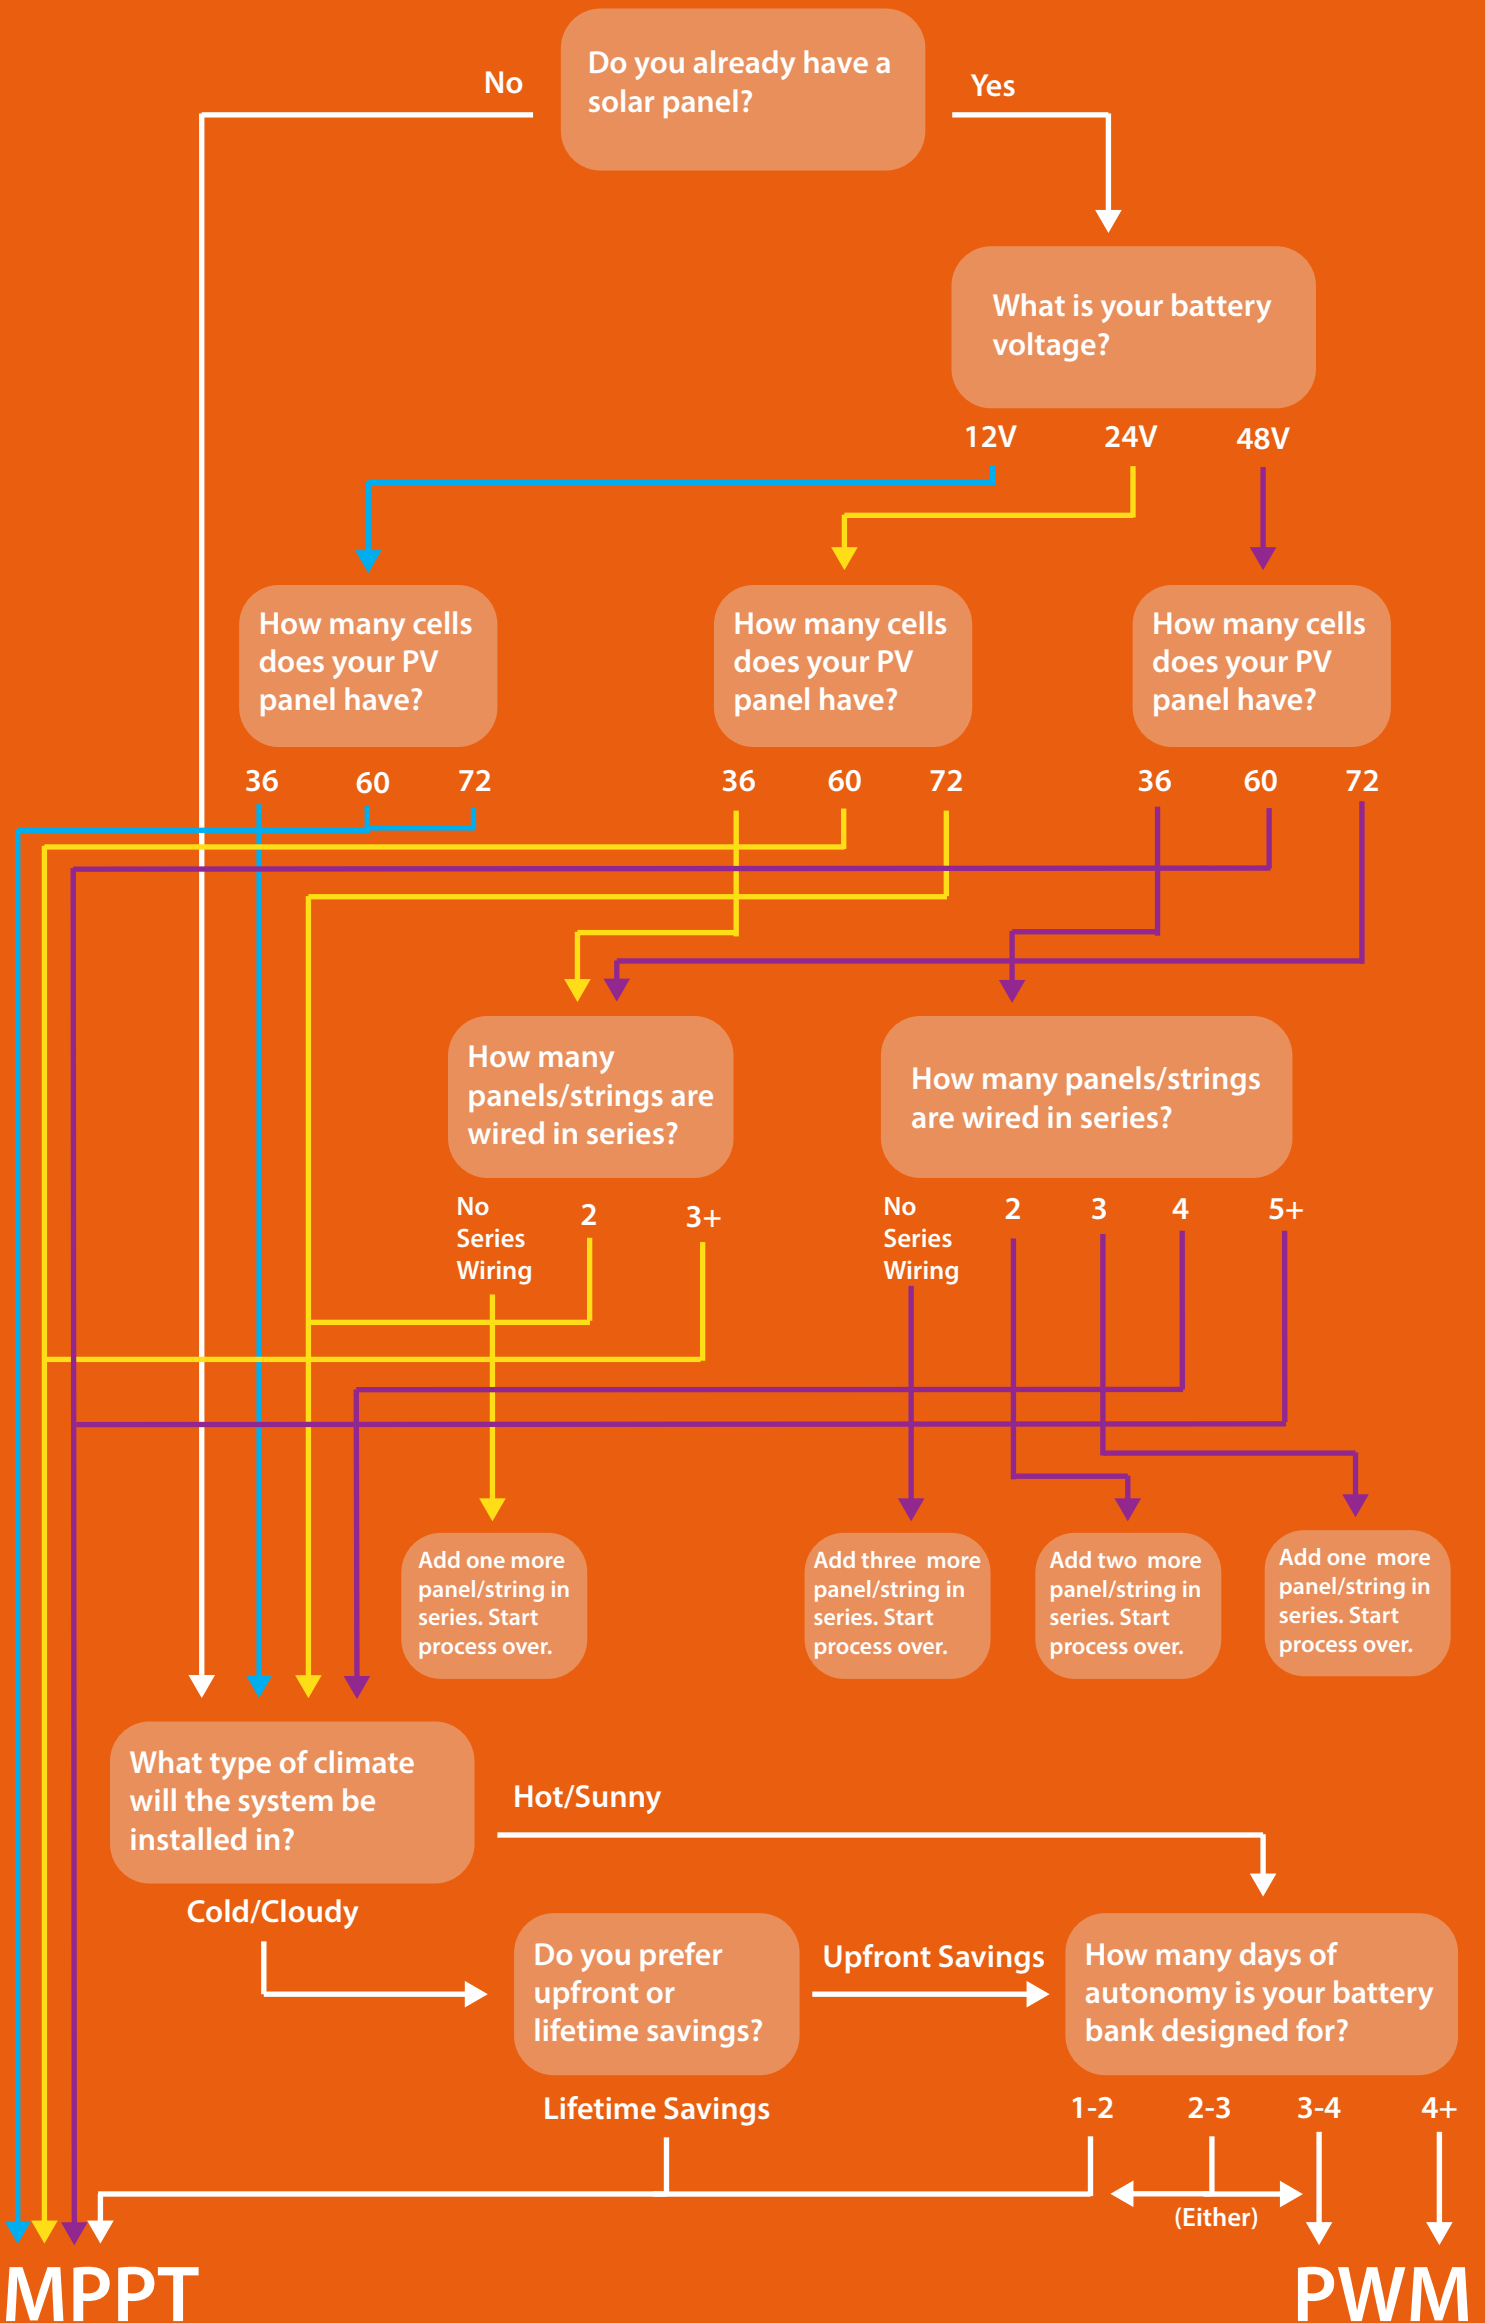 Do you already have a
solar panel?
No
Yes
What is your battery
voltage?
12V
24V
48V
How many cells
does your PV
panel have?
36
60
72
How many cells
does your PV
panel have?
36
60
72
How many cells
does your PV
panel have?
36
60
72
How many
panels/strings are
wired in series?
No
Series
Wiring
2
3+
How many panels/strings
are wired in series?
No
Series
Wiring
2
3
4
5+
Add one more
panel/string in
series. Start
process over.
Add three more
panel/string in
series. Start
process over.
Add two more
panel/string in
series. Start
process over.
Add one more
panel/string in
series. Start
process over.
What type of climate
will the system be
installed in?
Hot/Sunny
Cold/Cloudy
Do you prefer
upfront or
lifetime savings?
Upfront Savings
Lifetime Savings
How many days of
autonomy is your battery
bank designed for?
1-2
2-3
3-4
4+
(Either)
MPPT
PWM